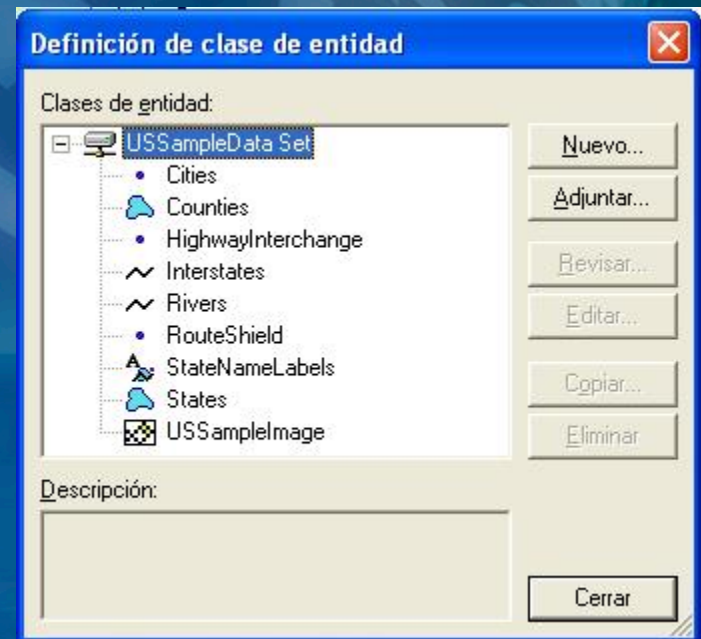 Definición de clase de entidad
Clases de entidad:
USSampleData Set
Cities
Counties
HighwayInterchange
Interstates
Rivers
RouteShield
StateNameLabels
States
USSampleImage
Nuevo...
Adjuntar...
Revisar...
Editar...
Copiar...
Eliminar
Descripción:
Cerrar